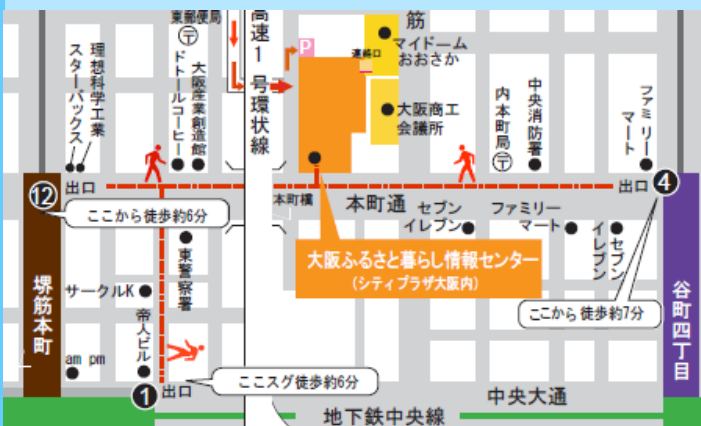 東郵便局
〒
高速1号環状線
筋
マイドーム
おおさか
連絡口
P
理想科学工業
スターバックス
大阪産業創造館
ドトールコーヒー
大阪商工
会議所
内本町局
〒
中央消防署
ファミリー
マート
12
出口
ここから徒歩約6分
本町橋
本町通
出口
4
セブン
イレブン
ファミリー
マート
セブン
イレブン
大阪ふるさと暮らし情報センター
(シティプラザ大阪内)
ここから徒歩約7分
堺筋本町
東警察署
サークルK
帝人ビル
am pm
1
出口
ここスグ徒歩約6分
谷町四丁目
中央大通
地下鉄中央線